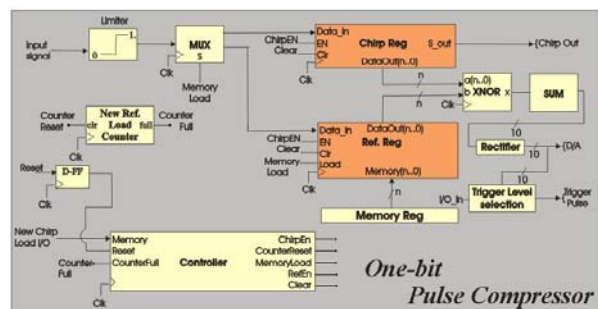 Limiter
Input
signal
0
1
MUX
S
Clk
Memory
Load
ChirpEN
Clear
Clk
Data_In
EN
Clr
Chirp Reg
S_out
DataOut(n..0)
Chirp Out
n
n
a(n..0)
b XNOR x
Clk
SUM
Counter
Reset
New Ref.
Load
Counter
clr
full
Counter
Full
Clk
ChirpEN
Clear
Memory
Load
Clk
Data_In
EN
Clr
Load
DataOut(n..0)
Ref. Reg
Memory(n..0)
n
Memory Reg
10
Rectifier
10
D/A
10
I/O_In
Trigger Level
selection
Trigger
Pulse
Reset
D-FF
Clk
New Chirp
Load I/O
Counter
Full
Clk
Memory
Reset
CounterFull
Controller
ChirpEn
CounterReset
MemoryLoad
RefEn
Clear
One-bit
Pulse Compressor